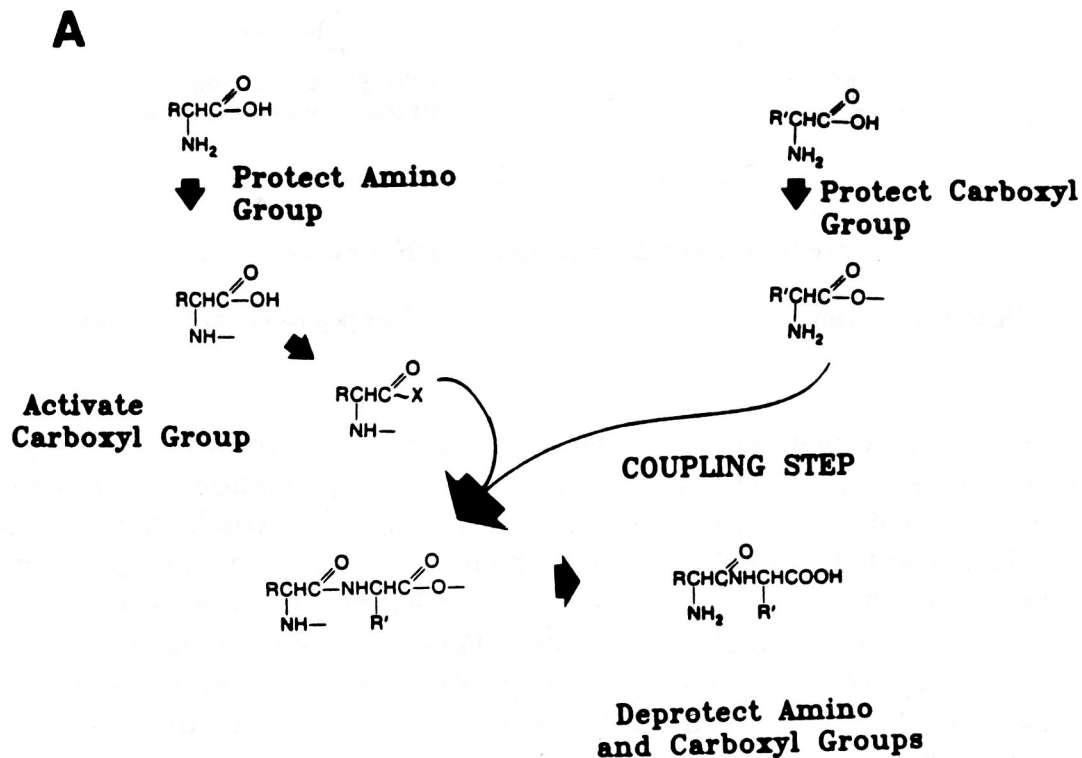 A
O
RCHC—OH
NH₂
Protect Amino
Group
O
RCHC—OH
NH—
Activate
Carboxyl Group
O
RCHC~X
NH—
O
R'CHC—OH
NH₂
Protect Carboxyl
Group
O
R'CHC—O—
NH₂
COUPLING STEP
O
O
RCHC—NHCHC—O—
NH—
R'
O
RCHCNHCHCOOH
NH₂
R'
Deprotect Amino
and Carboxyl Groups